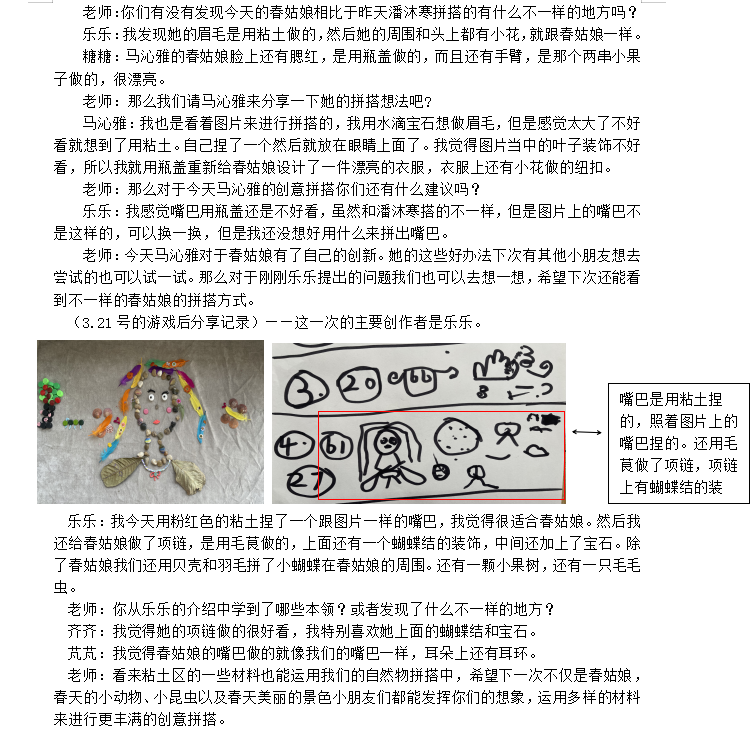 老师：你们有没有发现今天的春姑娘相比于昨天潘沐寒拼搭的有什么不一样的地方吗？
乐乐：我发现她的眉毛是用粘土做的，然后她的周围和头上都有小花，就跟春姑娘一样。
糖糖：马沁雅的春姑娘脸上还有腮红，是用瓶盖做的，而且还有手臂，是那个两串小果
子做的，很漂亮。
老师：那么我们请马沁雅来分享一下她的拼搭想法吧？
马沁雅：我也是看着图片来进行拼搭的，我用水滴宝石想做眉毛，但是感觉太大了不好
看就想到了用粘土。自己捏了一个然后就放在眼睛上面了。我觉得图片当中的叶子装饰不好
看，所以我就用瓶盖重新给春姑娘设计了一件漂亮的衣服，衣服上还有小花做的纽扣。
老师：那么对于今天马沁雅的创意拼搭你们还有什么建议吗？
乐乐：我感觉嘴巴用瓶盖还是不好看，虽然和潘沐寒搭的不一样，但是图片上的嘴巴不
是这样的，可以换一换，但是我还没想好用什么来拼出嘴巴。
老师：今天马沁雅对于春姑娘有了自己的创新。她的这些好办法下次有其他小朋友想去
尝试的也可以试一试。那么对于刚刚乐乐提出的问题我们也可以去想一想，希望下次还能看
到不一样的春姑娘的拼搭方式。
（3.21 号的游戏后分享记录）——这一次的主要创作者是乐乐。
3. 20
8
4. 61
27
嘴巴是用粘土捏
的，照着图片上的
嘴巴捏的。还用毛
莨做了项链，项链
上有蝴蝶结的装
乐乐：我今天用粉红色的粘土捏了一个跟图片一样的嘴巴，我觉得很适合春姑娘。然后我
还给春姑娘做了项链，是用毛莨做的，上面还有一个蝴蝶结的装饰，中间还加上了宝石。除
了春姑娘我们还用贝壳和羽毛拼了小蝴蝶在春姑娘的周围。还有一颗小果树，还有一只毛毛
虫。
老师：你从乐乐的介绍中学到了哪些本领？或者发现了什么不一样的地方？
齐齐：我觉得她的项链做的很好看，我特别喜欢她上面的蝴蝶结和宝石。
芃芃：我觉得春姑娘的嘴巴做的就像我们的嘴巴一样，耳朵上还有耳环。
老师：看来粘土区的一些材料也能运用我们的自然物拼搭中，希望下一次不仅是春姑娘，
春天的小动物、小昆虫以及春天美丽的景色小朋友们都能发挥你们的想象，运用多样的材料
来进行更丰富的创意拼搭。